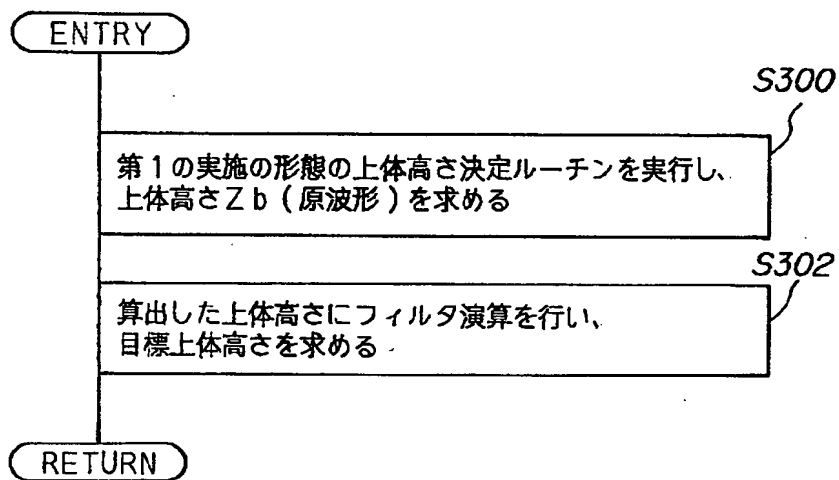 ENTRY
S300
第1の実施の形態の上体高さ決定ルーチンを実行し、
上体高さZb(原波形)を求める
S302
算出した上体高さにフィルタ演算を行い、
目標上体高さを求める
RETURN